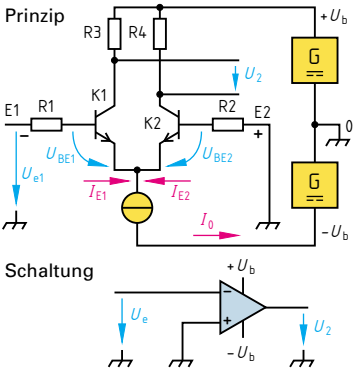 Prinzip
+U_b
R3 R4
G
U_2
E1 R1 K1 K2 R2 E2 0
− +
U_BE1 U_BE2
U_e1
G
I_E1 I_E2
I_0
−U_b
Schaltung
+U_b
−
U_e + U_2
−U_b